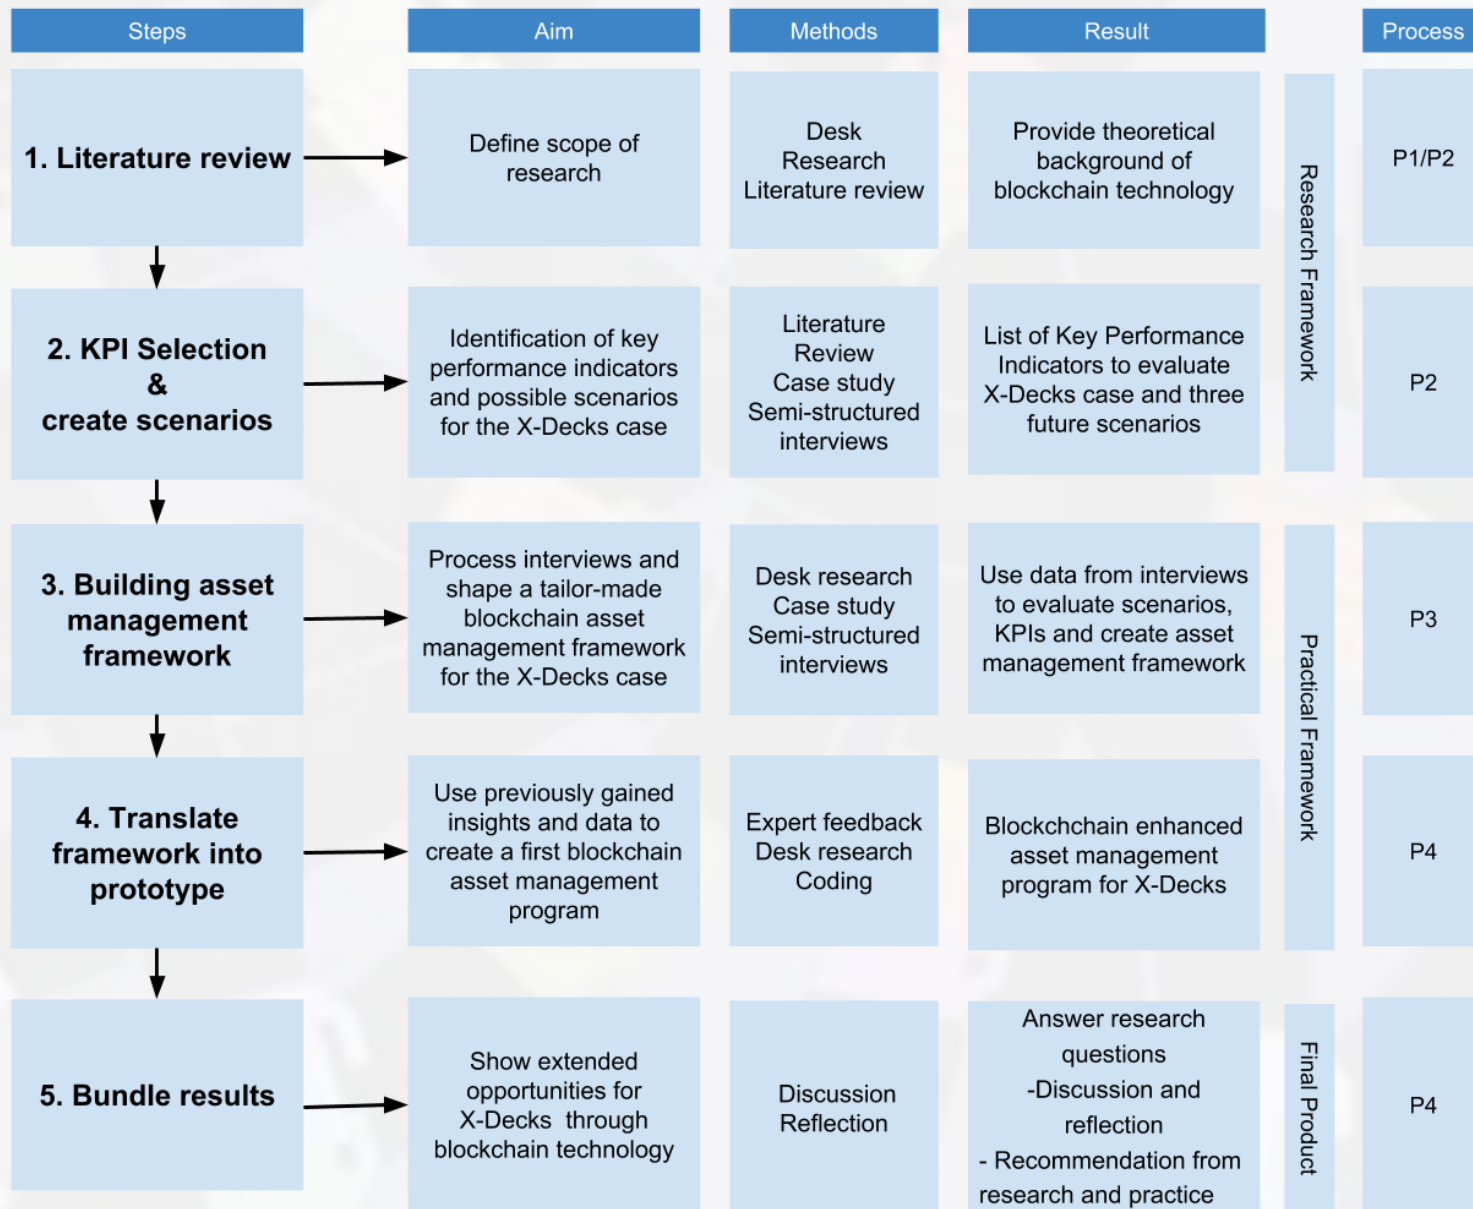 Steps
Aim
Methods
Result
Process
1. Literature review
Define scope of
research
Desk
Research
Literature review
Provide theoretical
background of
blockchain technology
Research Framework
P1/P2
2. KPI Selection
&
create scenarios
Identification of key
performance indicators
and possible scenarios
for the X-Decks case
Literature
Review
Case study
Semi-structured
interviews
List of Key Performance
Indicators to evaluate
X-Decks case and three
future scenarios
P2
3. Building asset
management
framework
Process interviews and
shape a tailor-made
blockchain asset
management framework
for the X-Decks case
Desk research
Case study
Semi-structured
interviews
Use data from interviews
to evaluate scenarios,
KPIs and create asset
management framework
Practical Framework
P3
4. Translate
framework into
prototype
Use previously gained
insights and data to
create a first blockchain
asset management
program
Expert feedback
Desk research
Coding
Blockchchain enhanced
asset management
program for X-Decks
P4
5. Bundle results
Show extended
opportunities for
X-Decks through
blockchain technology
Discussion
Reflection
Answer research
questions
-Discussion and
reflection
- Recommendation from
research and practice
Final Product
P4